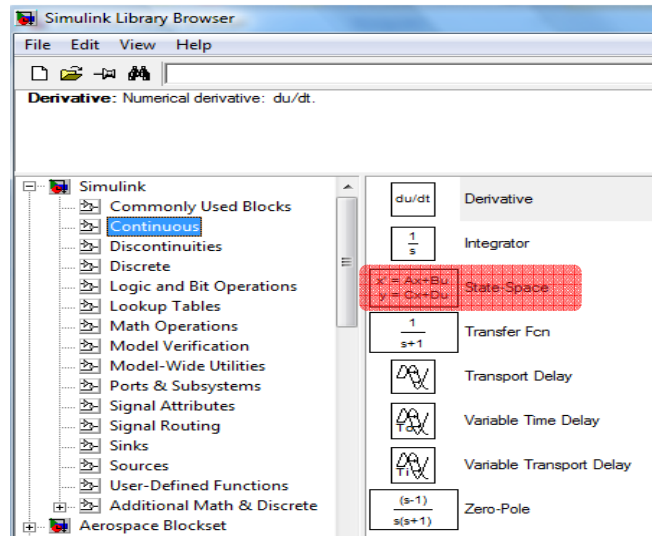 Simulink Library Browser
File Edit View Help
Derivative: Numerical derivative: du/dt.
Simulink
Commonly Used Blocks
Continuous
Discontinuities
Discrete
Logic and Bit Operations
Lookup Tables
Math Operations
Model Verification
Model-Wide Utilities
Ports & Subsystems
Signal Attributes
Signal Routing
Sinks
Sources
User-Defined Functions
Additional Math & Discrete
Aerospace Blockset
du/dt Derivative
1
s
Integrator
x' = Ax+Bu
y = Cx+Du
State-Space
1
s+1
Transfer Fcn
Transport Delay
Variable Time Delay
Variable Transport Delay
(s-1)
s(s+1)
Zero-Pole